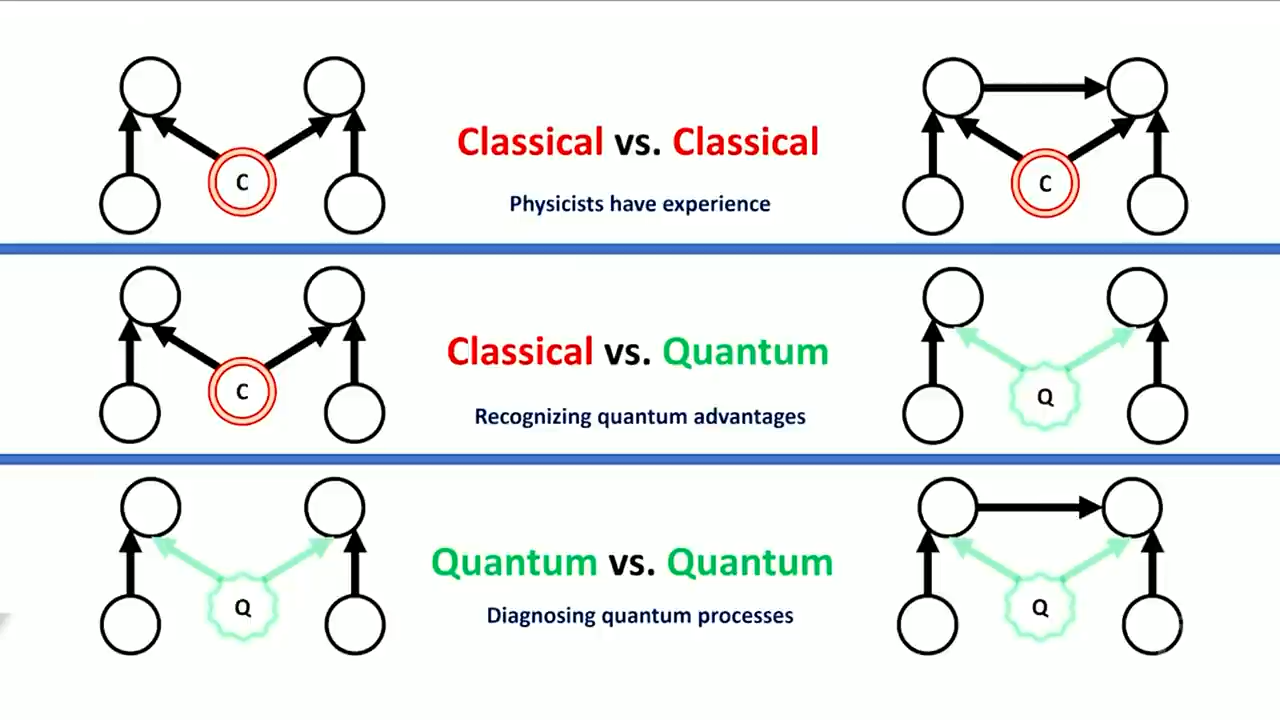 Classical vs. Classical
Physicists have experience
C
C
Classical vs. Quantum
Recognizing quantum advantages
C
Q
Quantum vs. Quantum
Diagnosing quantum processes
Q
Q